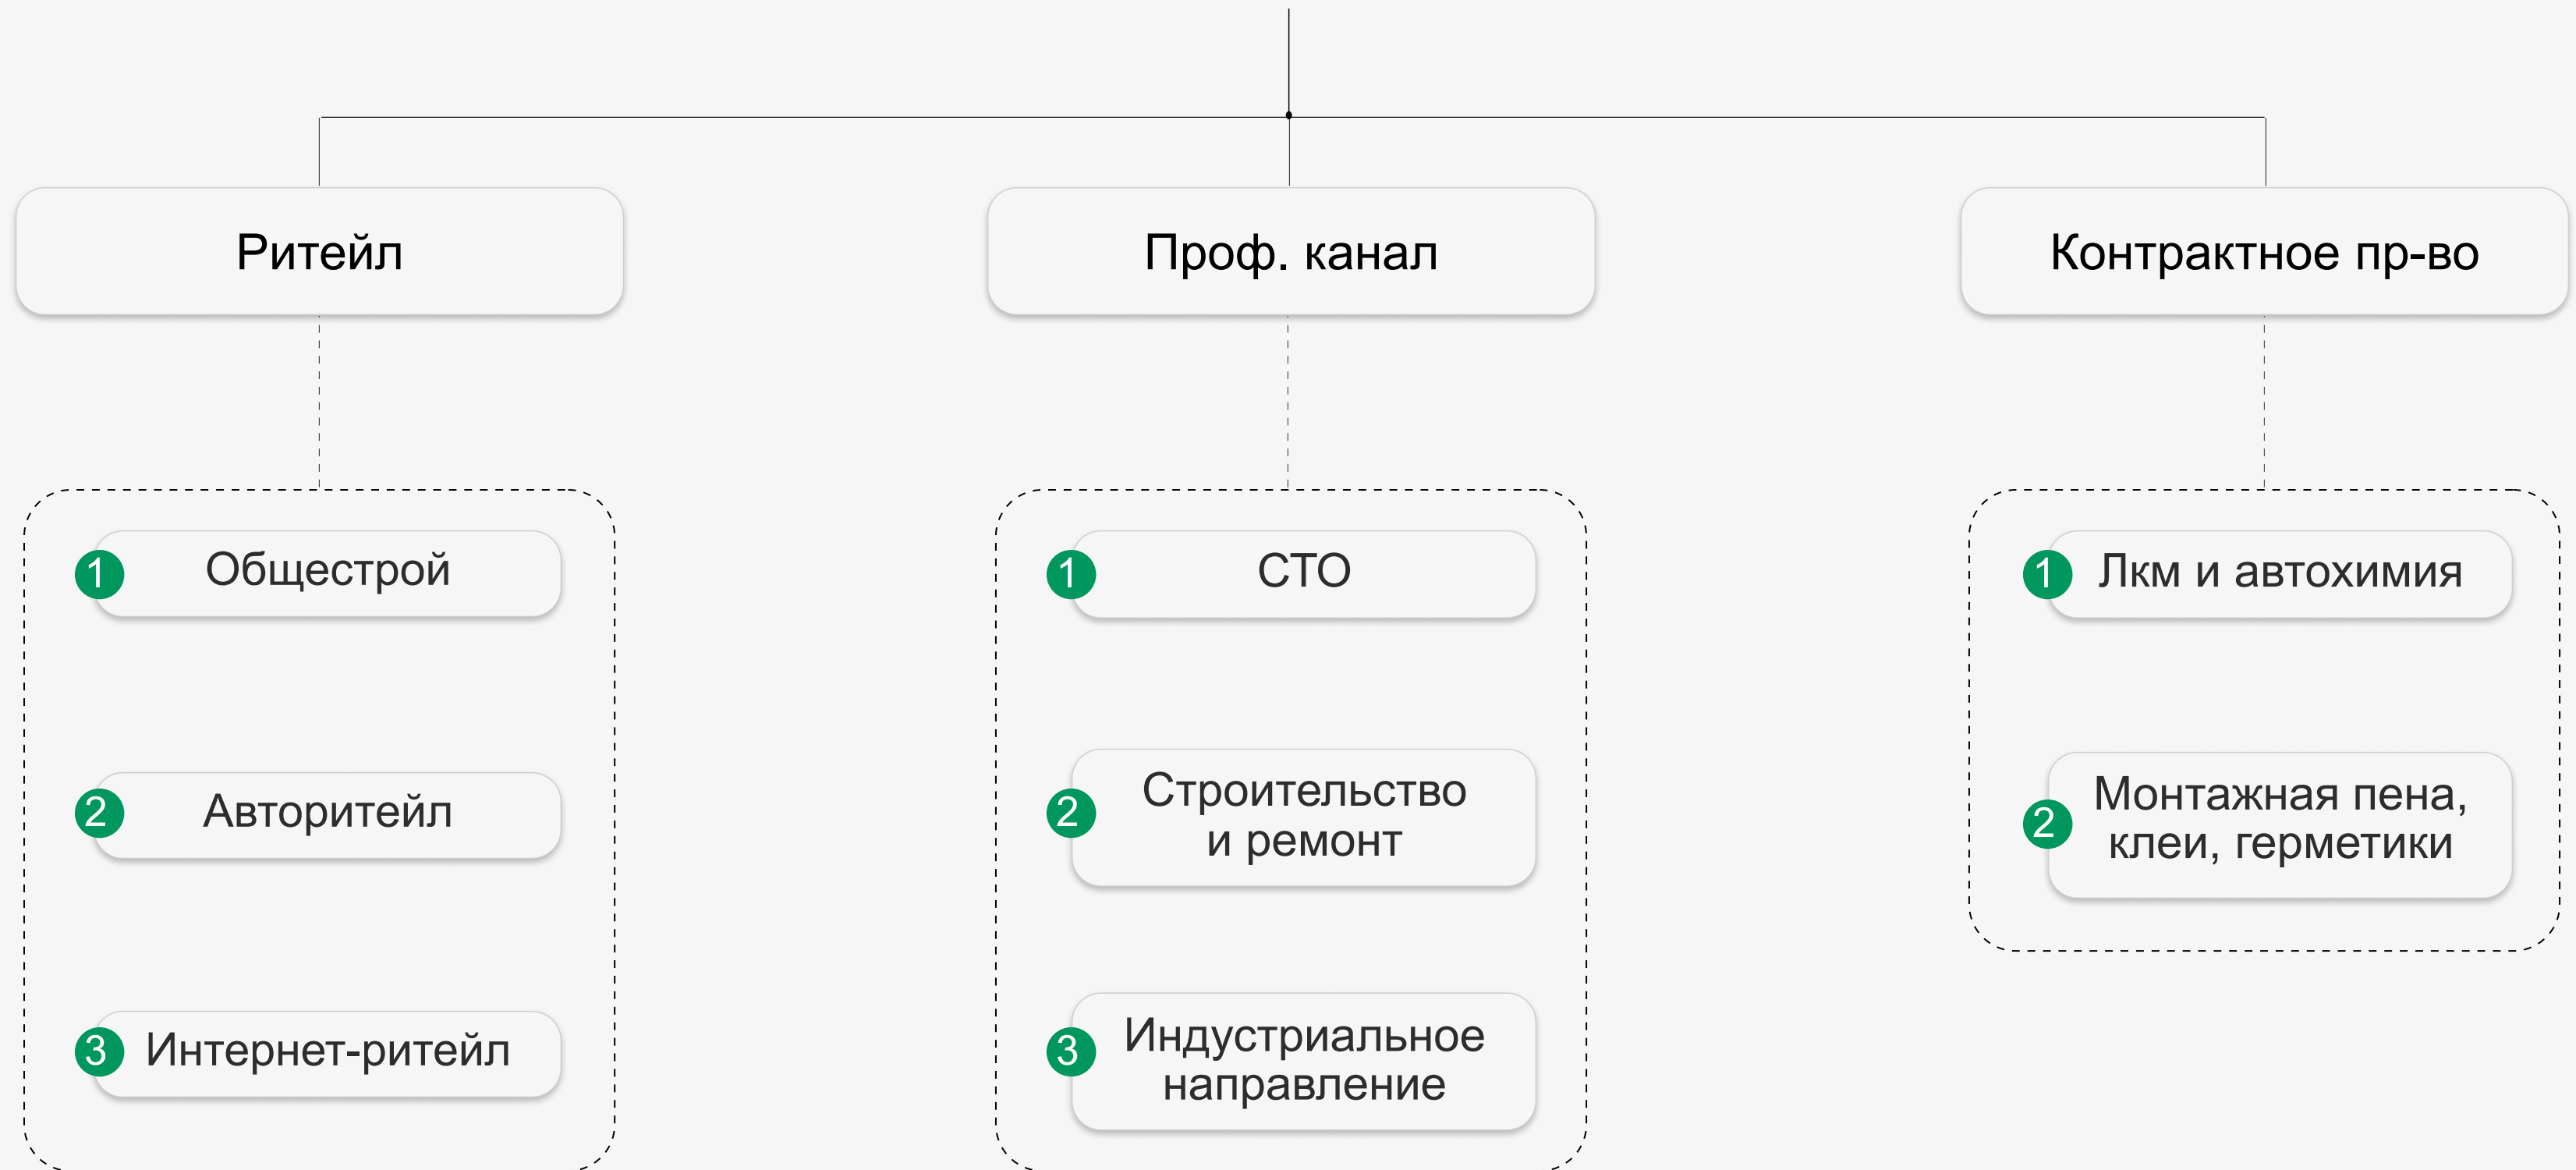 Ритейл
Проф. канал
Контрактное пр-во
1
Общестрой
2
Авторитейл
3
Интернет-ритейл
1
СТО
2
Строительство
и ремонт
3
Индустриальное
направление
1
Лкм и автохимия
2
Монтажная пена,
клеи, герметики